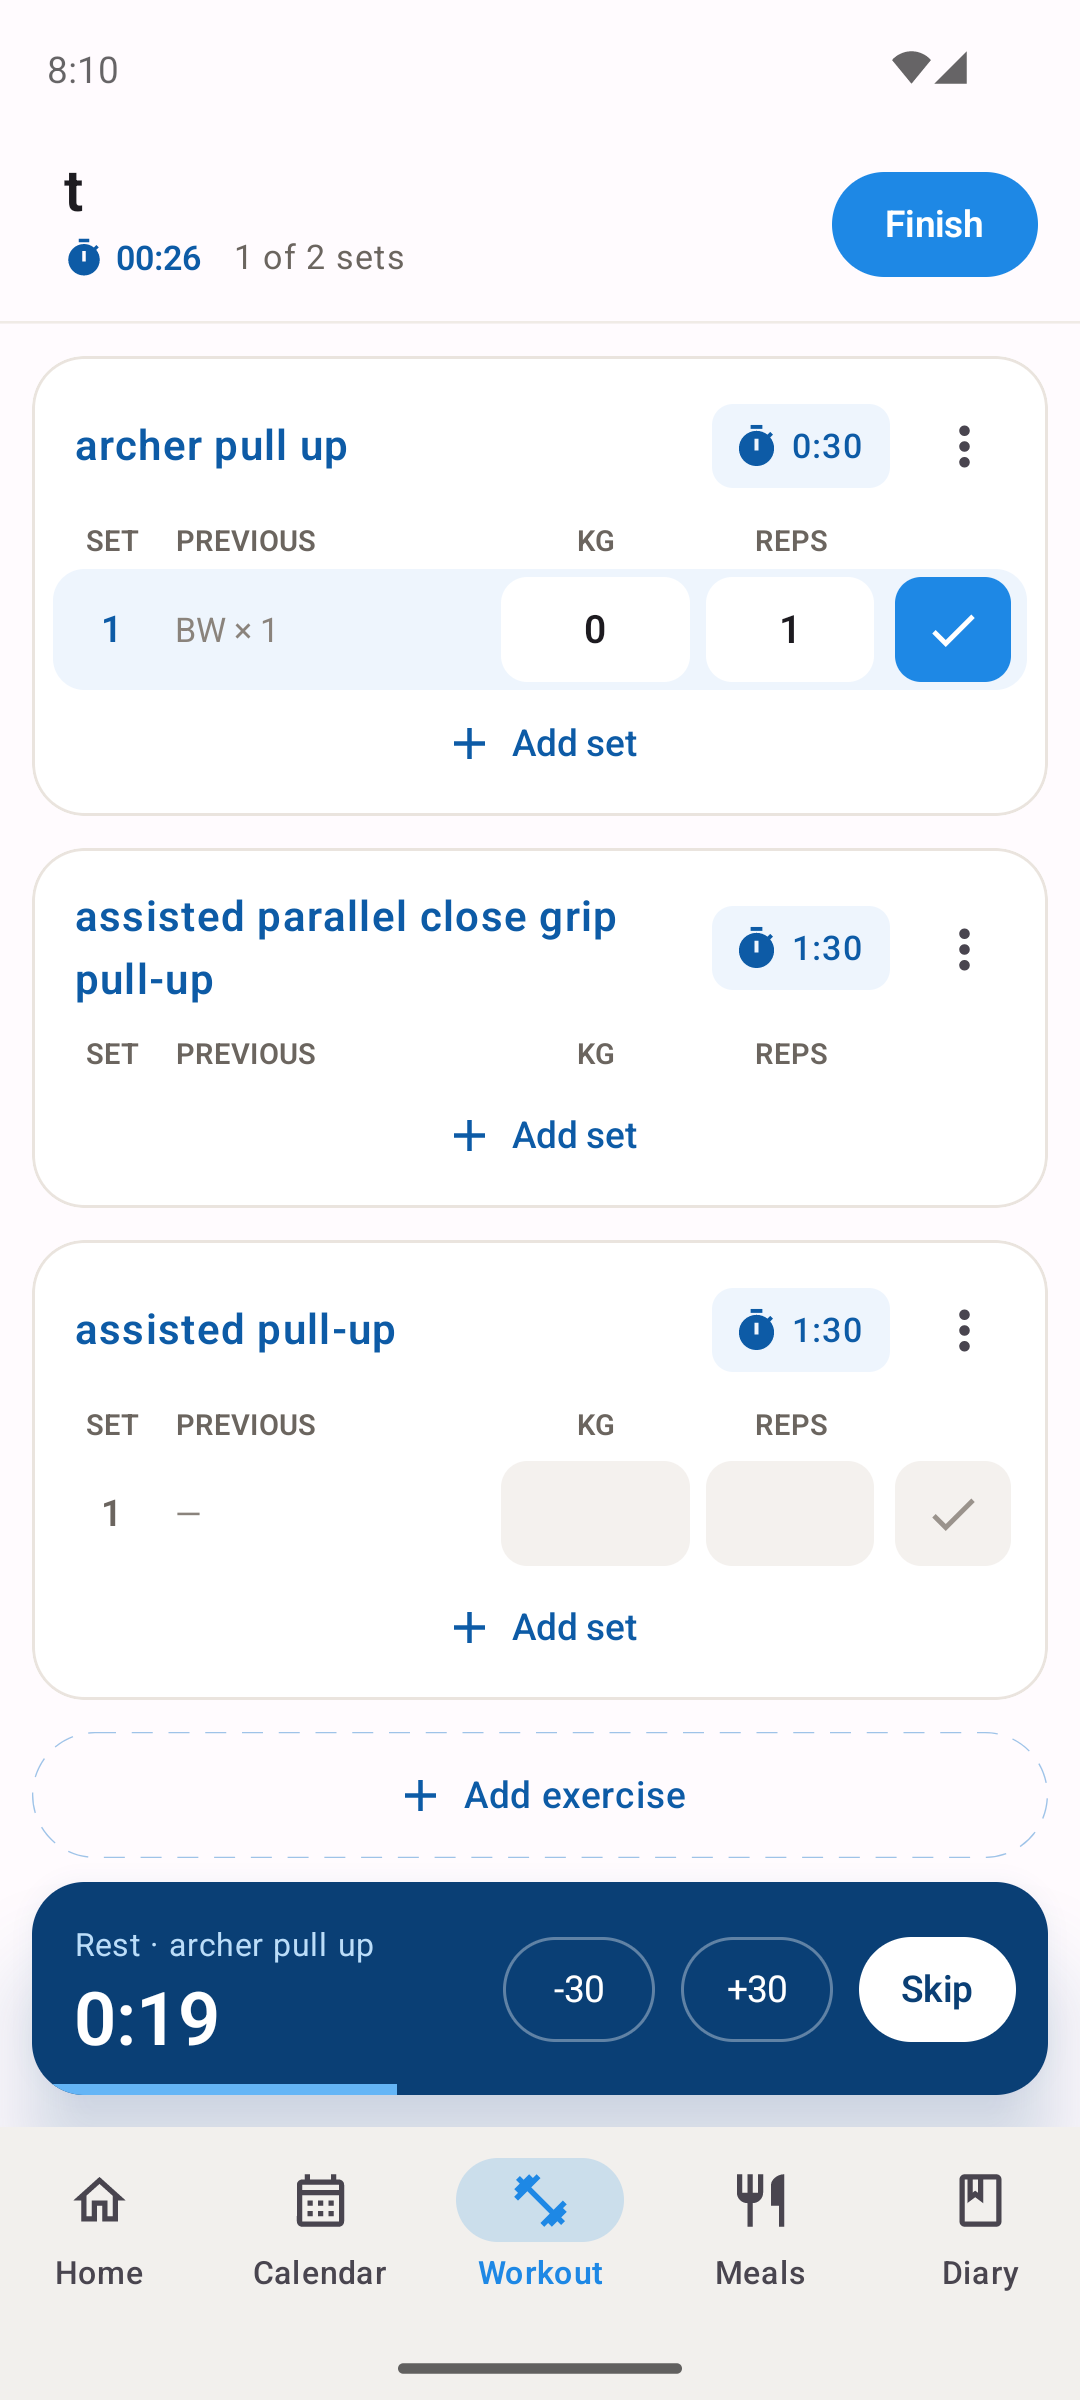 8:10
t
00:26 1 of 2 sets
Finish
archer pull up
0:30
SET PREVIOUS KG REPS
1 BW × 1 0 1
+ Add set
assisted parallel close grip
pull-up
1:30
SET PREVIOUS KG REPS
+ Add set
assisted pull-up
1:30
SET PREVIOUS KG REPS
1 –
+ Add set
+ Add exercise
Rest · archer pull up
0:19
-30 +30 Skip
Home Calendar Workout Meals Diary